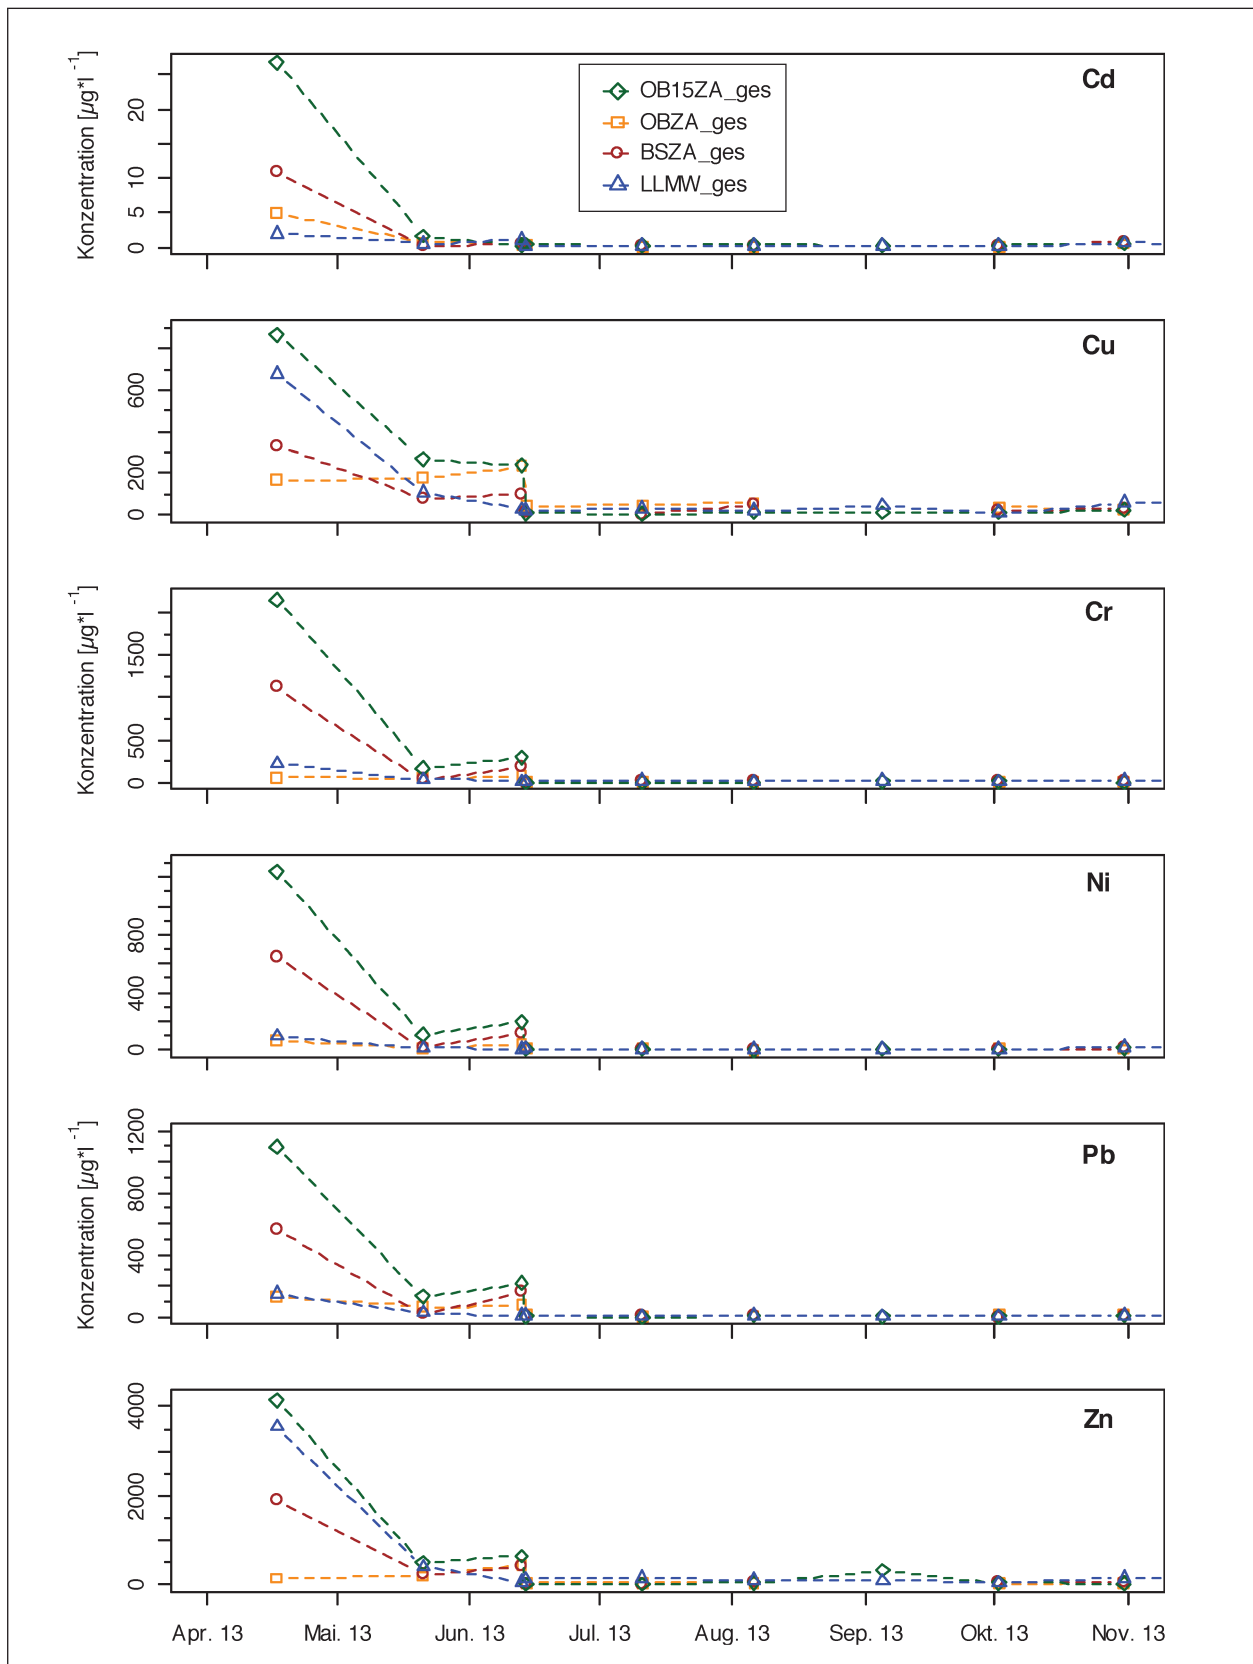 Konzentration [µg*l⁻¹]
0 5 10 20
Cd
OB15ZA_ges
OBZA_ges
BSZA_ges
LLMW_ges
0 200 600
Cu
Konzentration [µg*l⁻¹]
0 500 1500
Cr
0 400 800
Ni
Konzentration [µg*l⁻¹]
0 400 800 1200
Pb
0 2000 4000
Zn
Apr. 13 Mai. 13 Jun. 13 Jul. 13 Aug. 13 Sep. 13 Okt. 13 Nov. 13